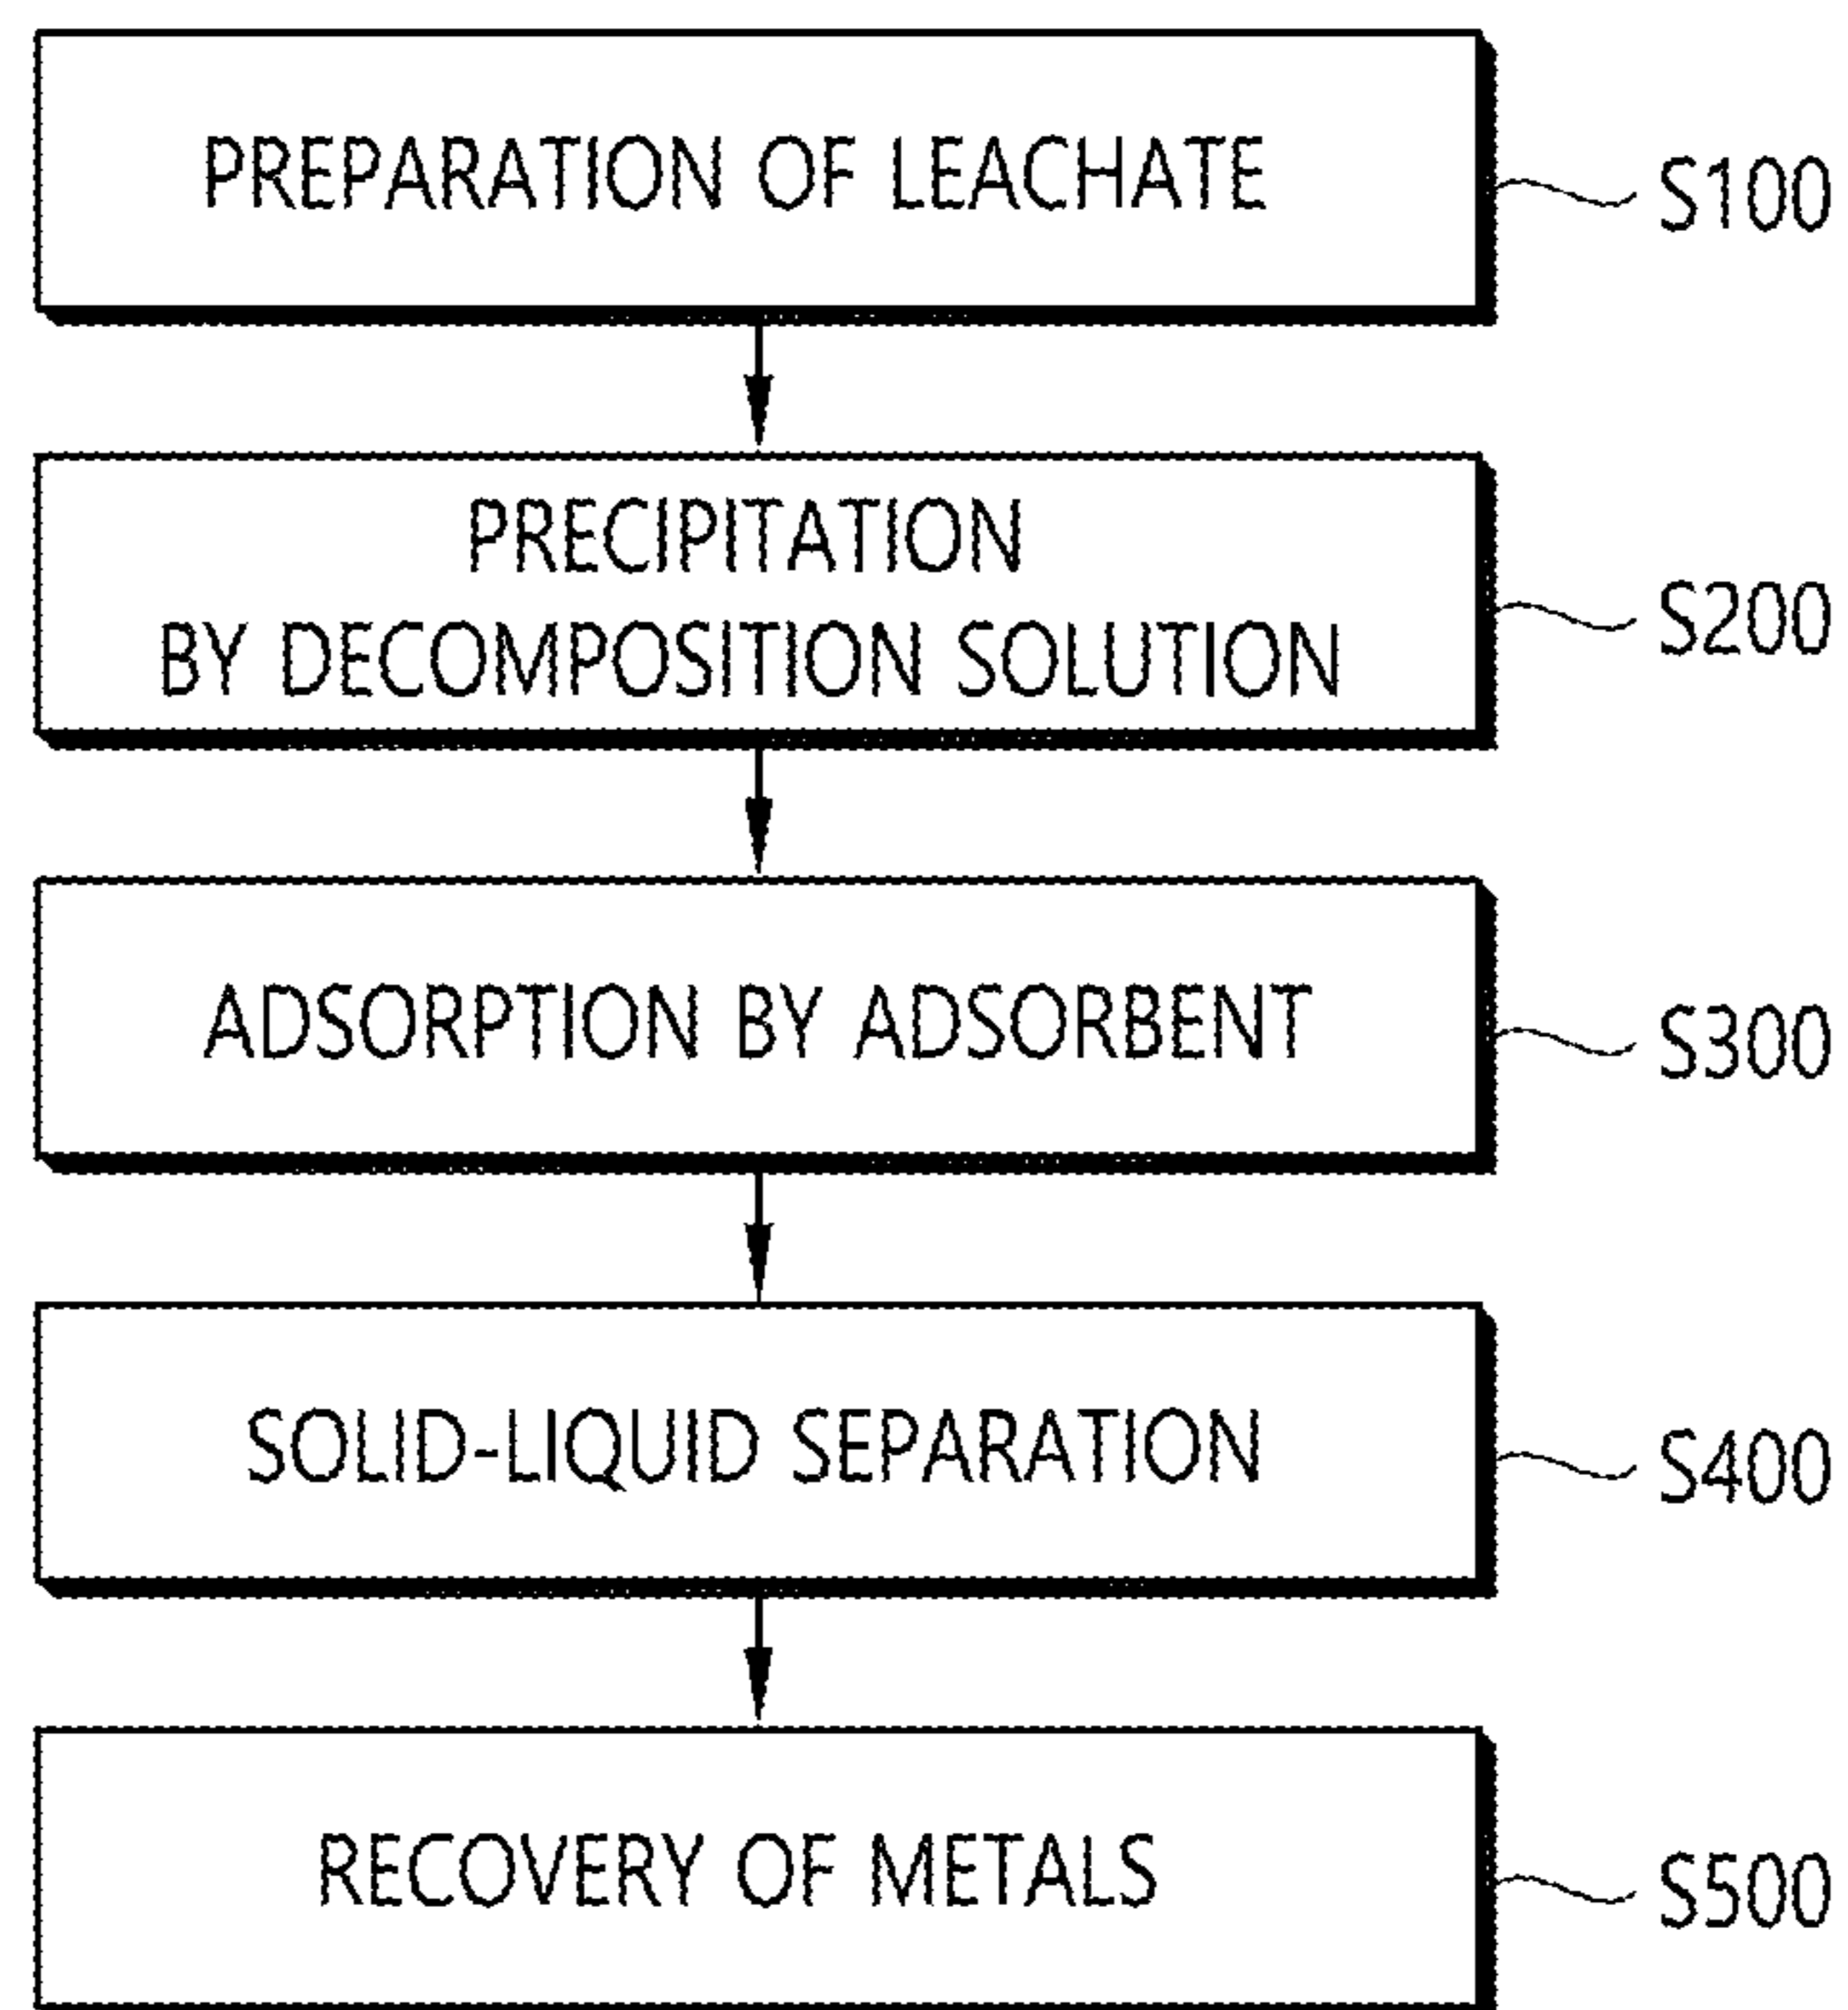 PREPARATION OF LEACHATE
S100
PRECIPITATION
BY DECOMPOSITION SOLUTION
S200
ADSORPTION BY ADSORBENT
S300
SOLID-LIQUID SEPARATION
S400
RECOVERY OF METALS
S500